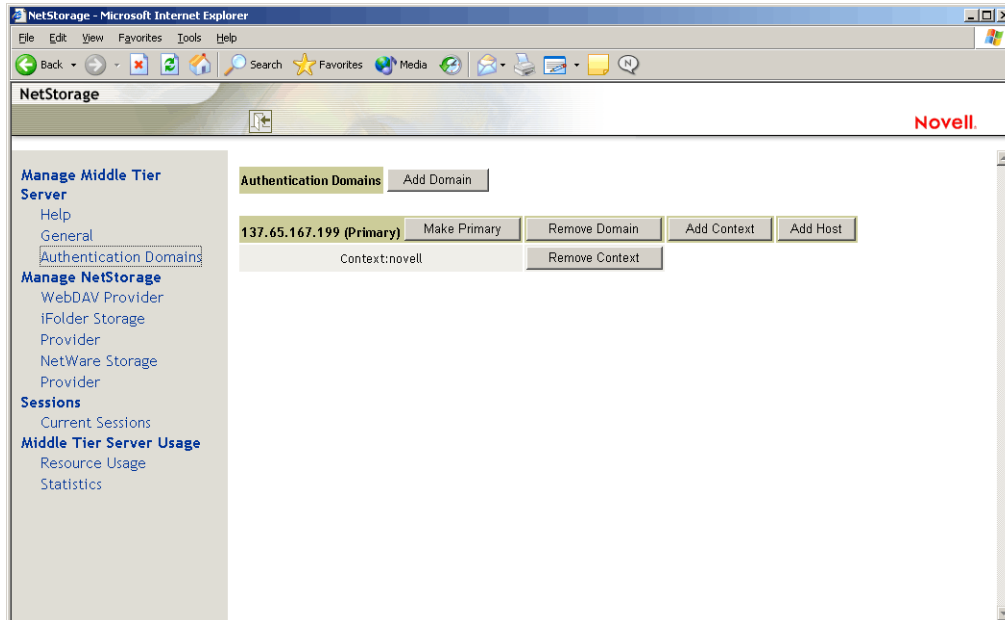 NetStorage - Microsoft Internet Explorer
File Edit View Favorites Tools Help
Back Search Favorites Media
NetStorage
Novell.
Manage Middle Tier
Server
Help
General
Authentication Domains
Manage NetStorage
WebDAV Provider
iFolder Storage
Provider
NetWare Storage
Provider
Sessions
Current Sessions
Middle Tier Server Usage
Resource Usage
Statistics
Authentication Domains Add Domain
137.65.167.199 (Primary) Make Primary Remove Domain Add Context Add Host
Context:novell Remove Context